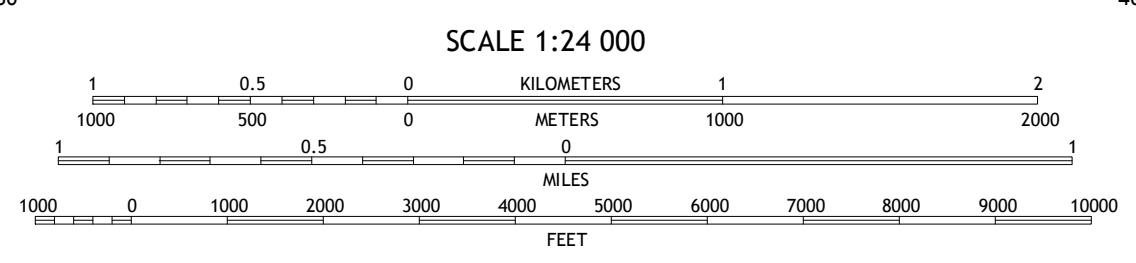 SCALE 1:24 000
1 0.5 0 KILOMETERS 1 2
1000 500 0 METERS 1000 2000
1 0.5 0 1
MILES
1000 0 1000 2000 3000 4000 5000 6000 7000 8000 9000 10000
FEET